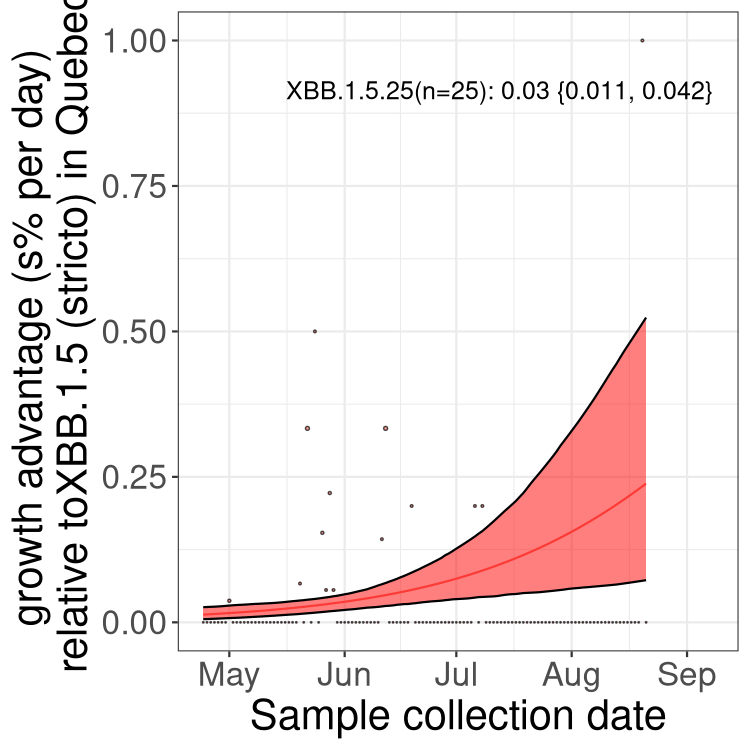 growth advantage (s% per day)
relative toXBB.1.5 (stricto) in Quebec
1.00
0.75
0.50
0.25
0.00
XBB.1.5.25(n=25): 0.03 {0.011, 0.042}
May Jun Jul Aug Sep
Sample collection date